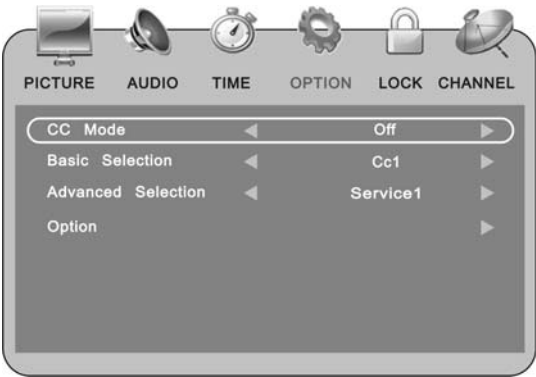 PICTURE AUDIO TIME OPTION LOCK CHANNEL
CC Mode Off
Basic Selection Cc1
Advanced Selection Service1
Option